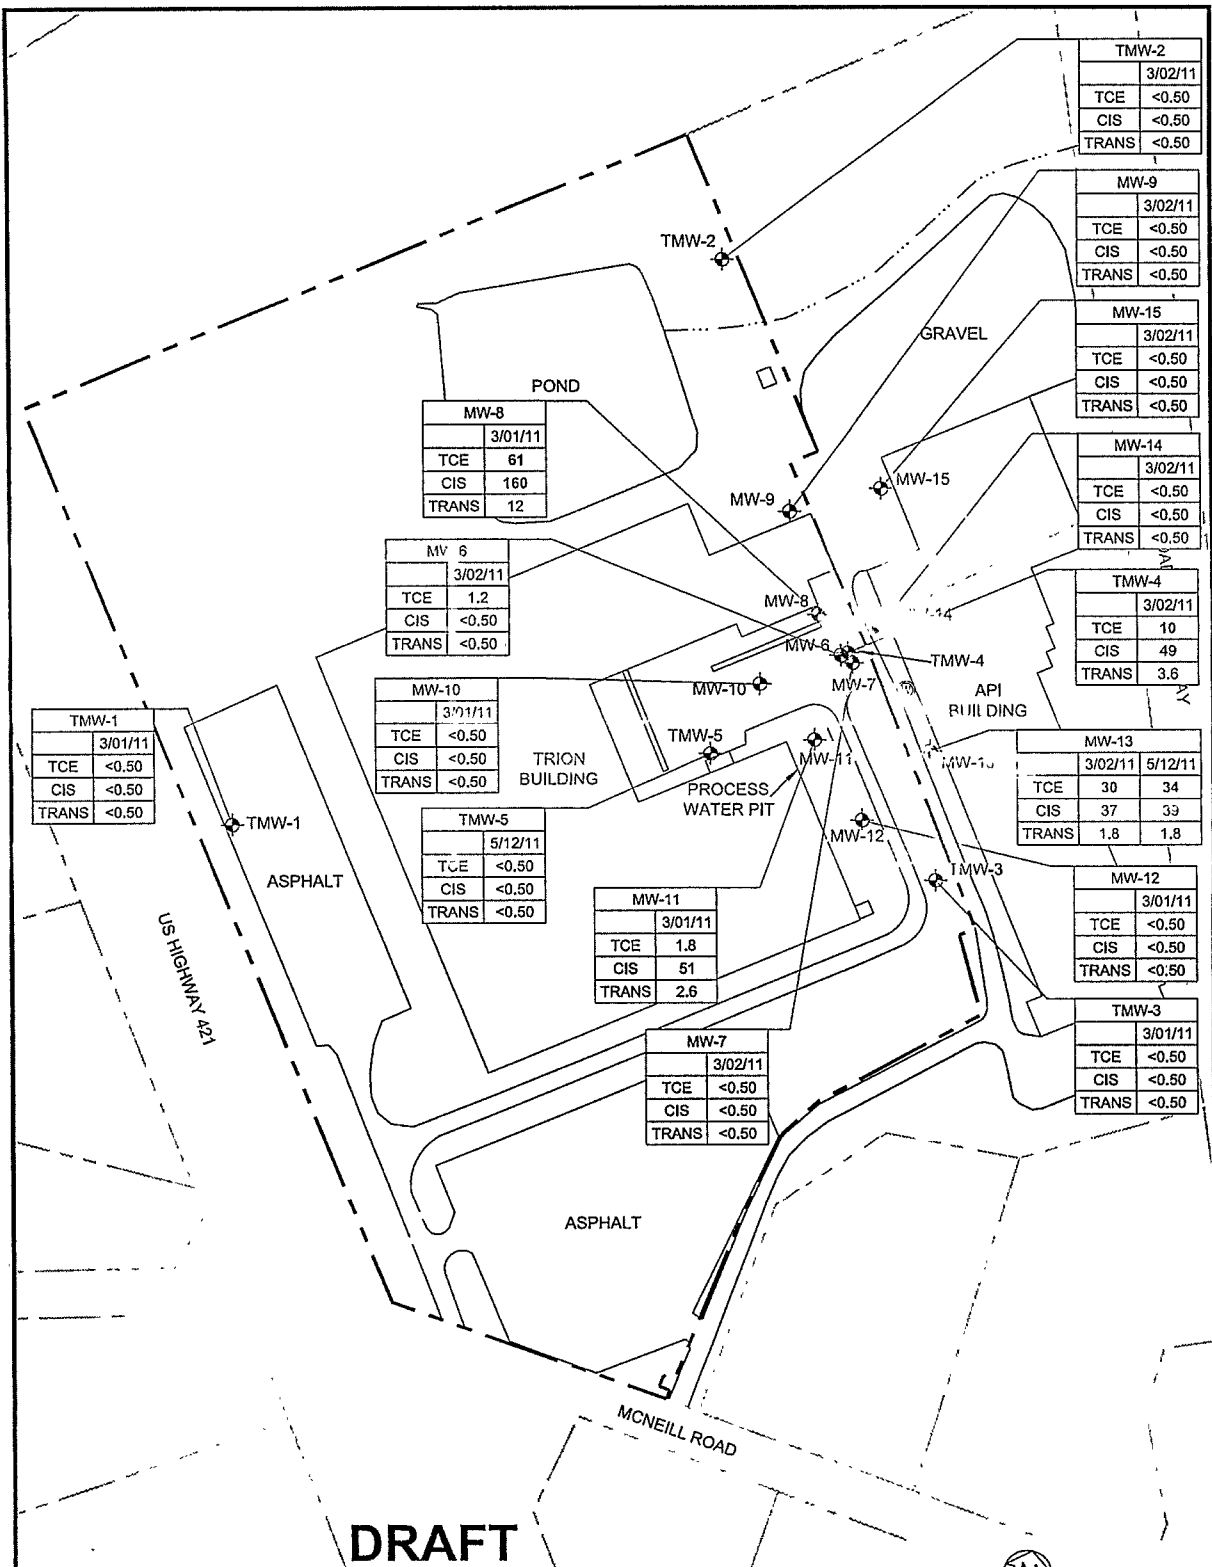 TMW-2
3/02/11
TCE <0.50
CIS <0.50
TRANS <0.50
MW-9
3/02/11
TCE <0.50
CIS <0.50
TRANS <0.50
MW-15
3/02/11
TCE <0.50
CIS <0.50
TRANS <0.50
MW-14
3/02/11
TCE <0.50
CIS <0.50
TRANS <0.50
TMW-4
3/02/11
TCE 10
CIS 49
TRANS 3.6
MW-13
3/02/11 5/12/11
TCE 30 34
CIS 37 39
TRANS 1.8 1.8
MW-12
3/01/11
TCE <0.50
CIS <0.50
TRANS <0.50
TMW-3
3/01/11
TCE <0.50
CIS <0.50
TRANS <0.50
MW-8
3/01/11
TCE 61
CIS 160
TRANS 12
MW 6
3/02/11
TCE 1.2
CIS <0.50
TRANS <0.50
MW-10
3/01/11
TCE <0.50
CIS <0.50
TRANS <0.50
TMW-1
3/01/11
TCE <0.50
CIS <0.50
TRANS <0.50
TMW-5
5/12/11
TCE <0.50
CIS <0.50
TRANS <0.50
MW-11
3/01/11
TCE 1.8
CIS 51
TRANS 2.6
MW-7
3/02/11
TCE <0.50
CIS <0.50
TRANS <0.50
TMW-2
GRAVEL
POND
MW-15
MW-9
MW-8
MW-6
TMW-4
MW-7
MW-10
API
BUILDING
TMW-5
MW-11
TRION
BUILDING
PROCESS
WATER PIT
MW-12
TMW-3
TMW-1
ASPHALT
US HIGHWAY 421
ASPHALT
MCNEILL ROAD
DRAFT